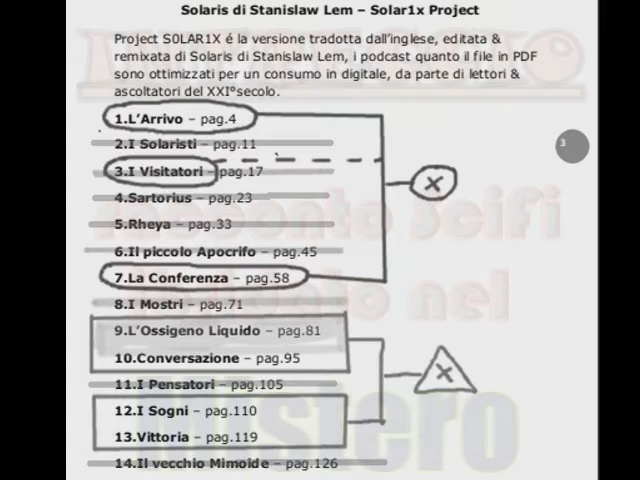 Solaris di Stanislaw Lem – Solar1x Project
Project S0LAR1X é la versione tradotta dall'inglese, editata &
remixata di Solaris di Stanislaw Lem, i podcast quanto il file in PDF
sono ottimizzati per un consumo in digitale, da parte di lettori &
ascoltatori del XXI°secolo.
1.L'Arrivo – pag.4
2.I Solaristi – pag.11
3
3.I Visitatori – pag.17
X
4.Sartorius – pag.23
5.Rheya – pag.33
6.Il piccolo Apocrifo – pag.45
7.La Conferenza – pag.58
8.I Mostri – pag.71
9.L'Ossigeno Liquido – pag.81
10.Conversazione – pag.95
X
11.I Pensatori – pag.105
12.I Sogni – pag.110
13.Vittoria – pag.119
14.Il vecchio Mimoide – pag.126
Racconto Scifi
nel
Mistero